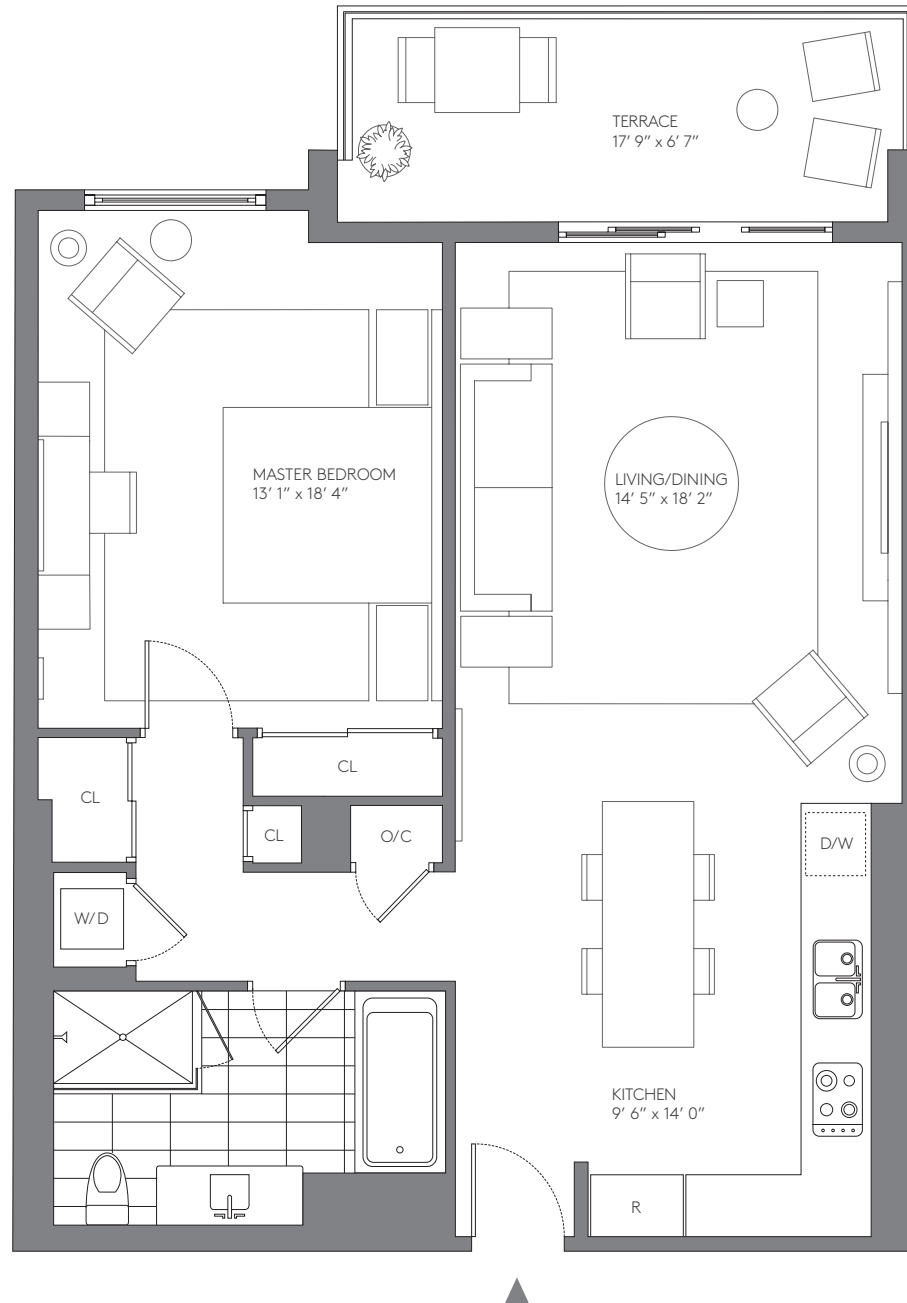 TERRACE
17’ 9” x 6’ 7”
MASTER BEDROOM
13’ 1” x 18’ 4”
LIVING/DINING
14’ 5” x 18’ 2”
CL
CL
CL
O/C
D/W
W/D
KITCHEN
9’ 6” x 14’ 0”
R